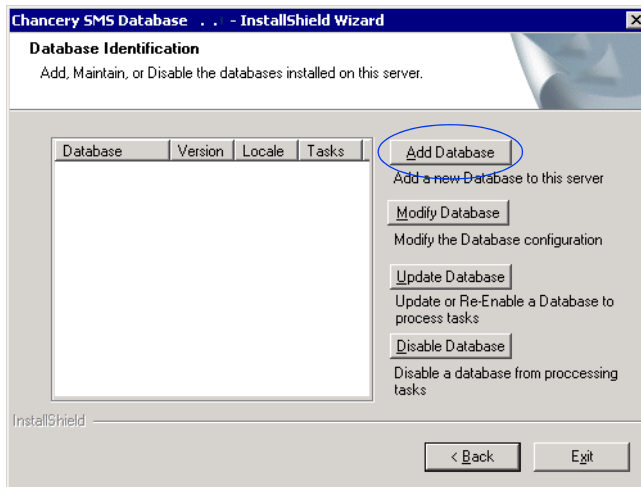 Chancery SMS Database . . - InstallShield Wizard
Database Identification
Add, Maintain, or Disable the databases installed on this server.
Database Version Locale Tasks
Add Database
Add a new Database to this server
Modify Database
Modify the Database configuration
Update Database
Update or Re-Enable a Database to
process tasks
Disable Database
Disable a database from proccessing
tasks
InstallShield
< Back Exit